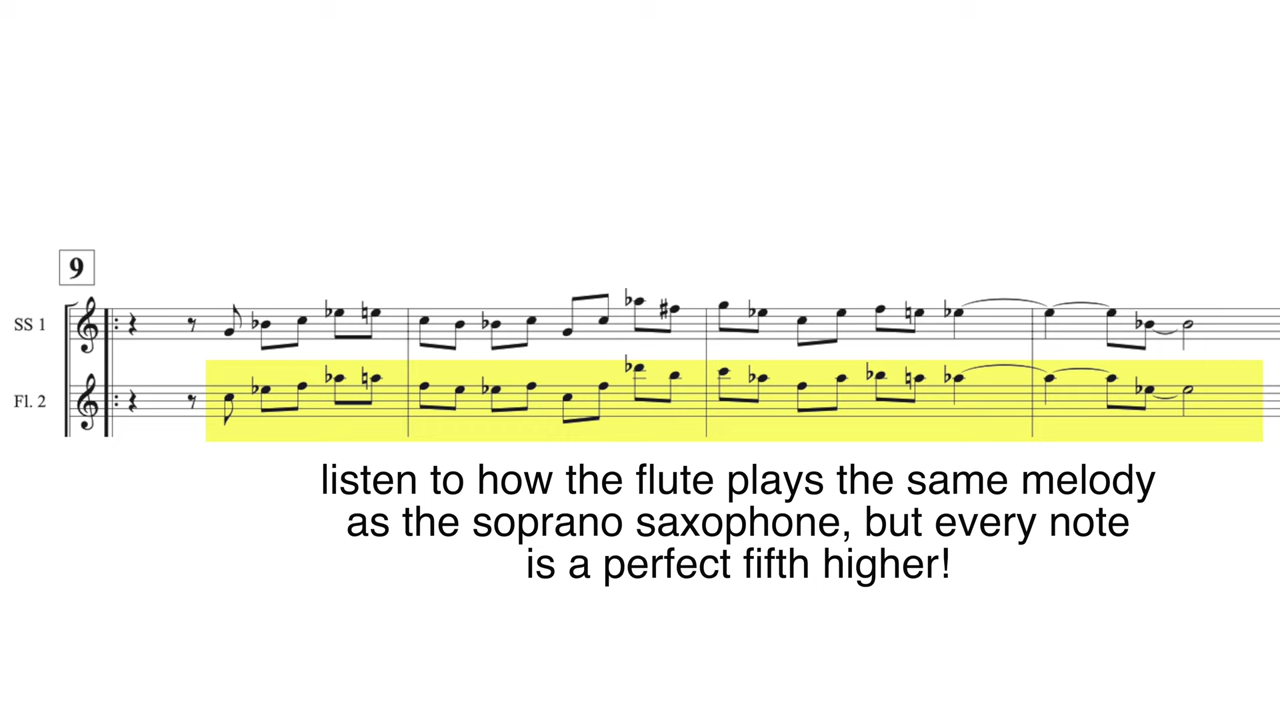 9
SS 1
Fl. 2
listen to how the flute plays the same melody
as the soprano saxophone, but every note
is a perfect fifth higher!